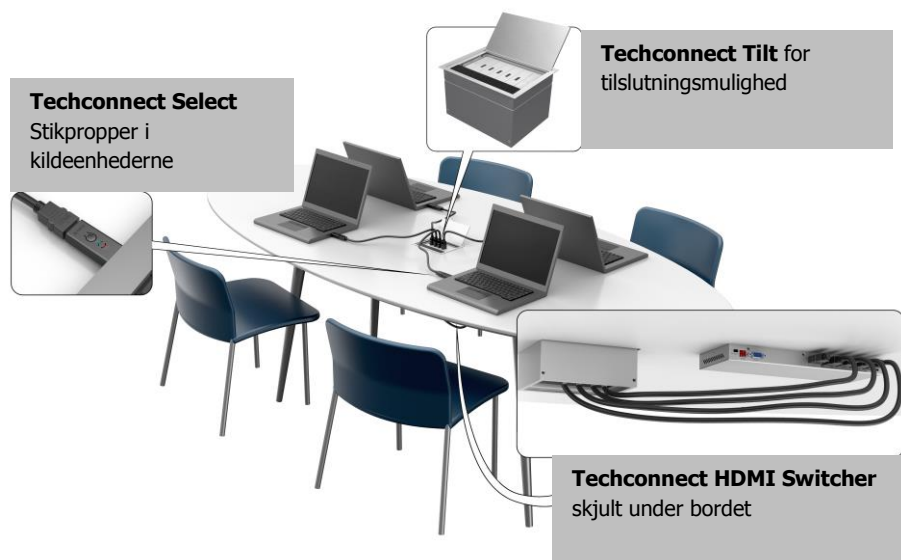 Techconnect Tilt for
tilslutningsmulighed
Techconnect Select
Stikpropper i
kildeenhederne
Techconnect HDMI Switcher
skjult under bordet